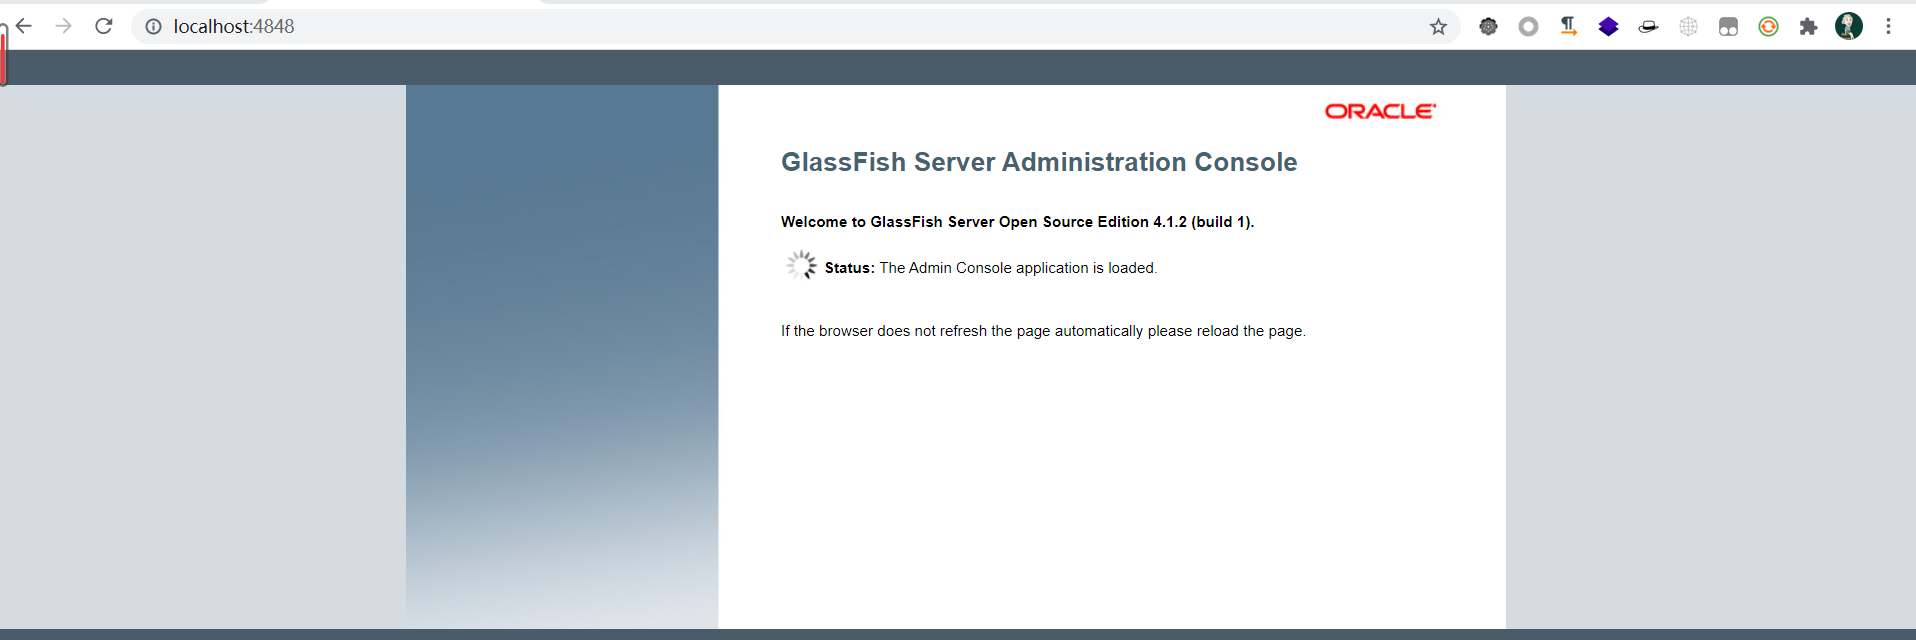 localhost:4848
ORACLE
GlassFish Server Administration Console
Welcome to GlassFish Server Open Source Edition 4.1.2 (build 1).
Status: The Admin Console application is loaded.
If the browser does not refresh the page automatically please reload the page.